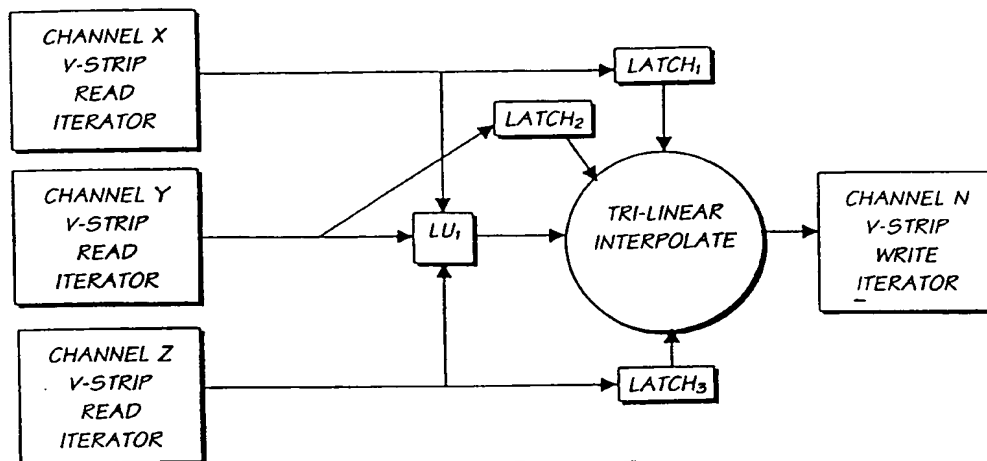 CHANNEL X
V-STRIP
READ
ITERATOR
LATCH₁
LATCH₂
CHANNEL Y
V-STRIP
READ
ITERATOR
LU₁
TRI-LINEAR
INTERPOLATE
CHANNEL N
V-STRIP
WRITE
ITERATOR
CHANNEL Z
V-STRIP
READ
ITERATOR
LATCH₃